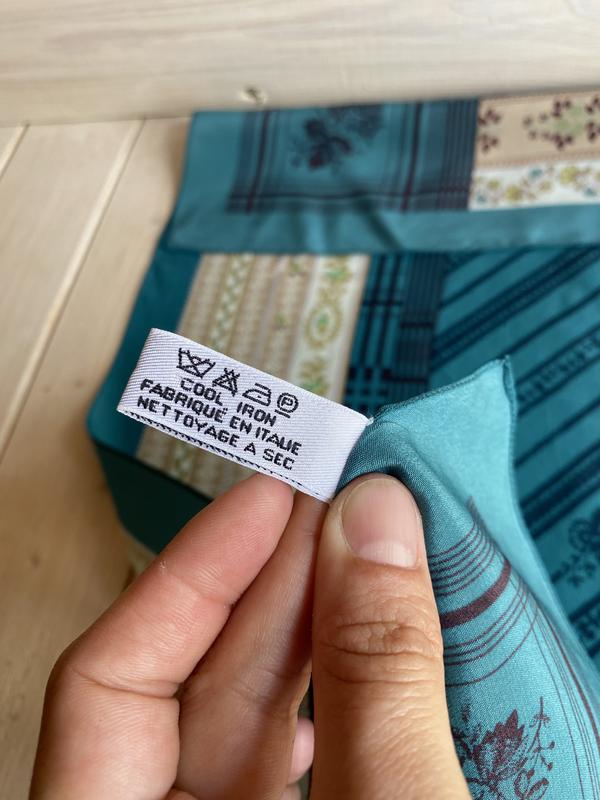 P
COOL IRON
FABRIQUÉ EN ITALIE
NETTOYAGE A SEC